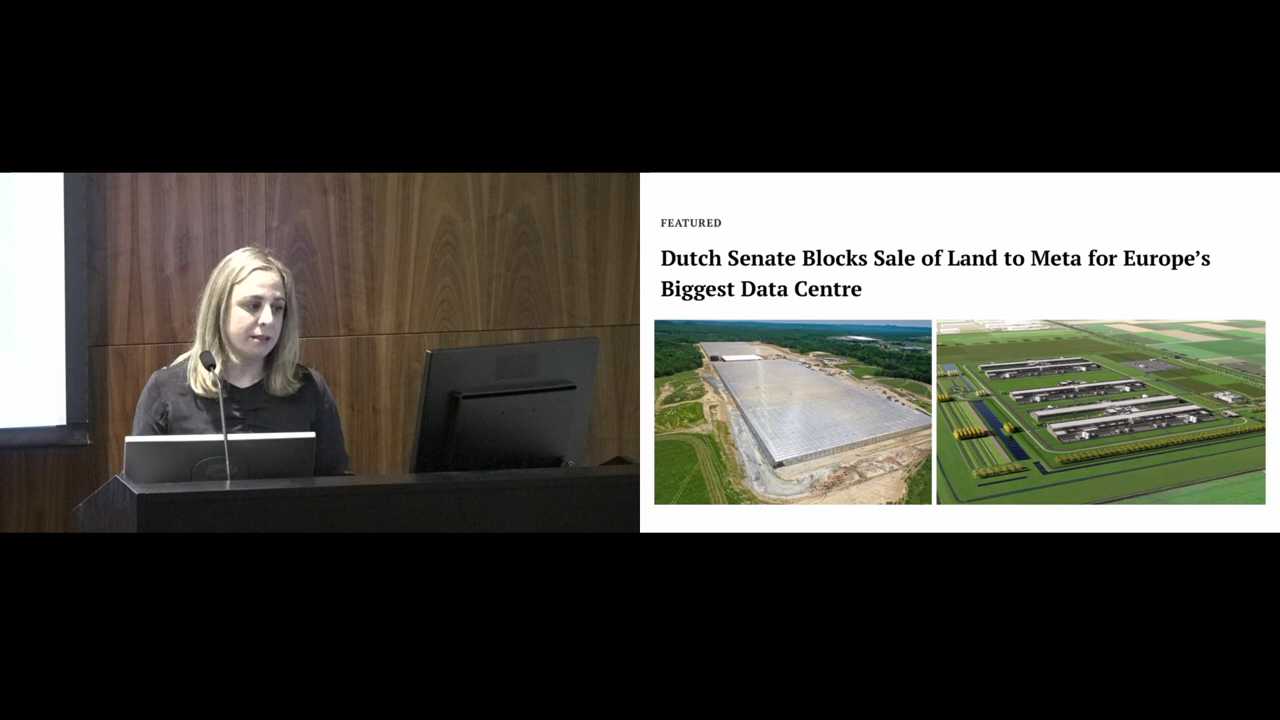 FEATURED
Dutch Senate Blocks Sale of Land to Meta for Europe’s
Biggest Data Centre